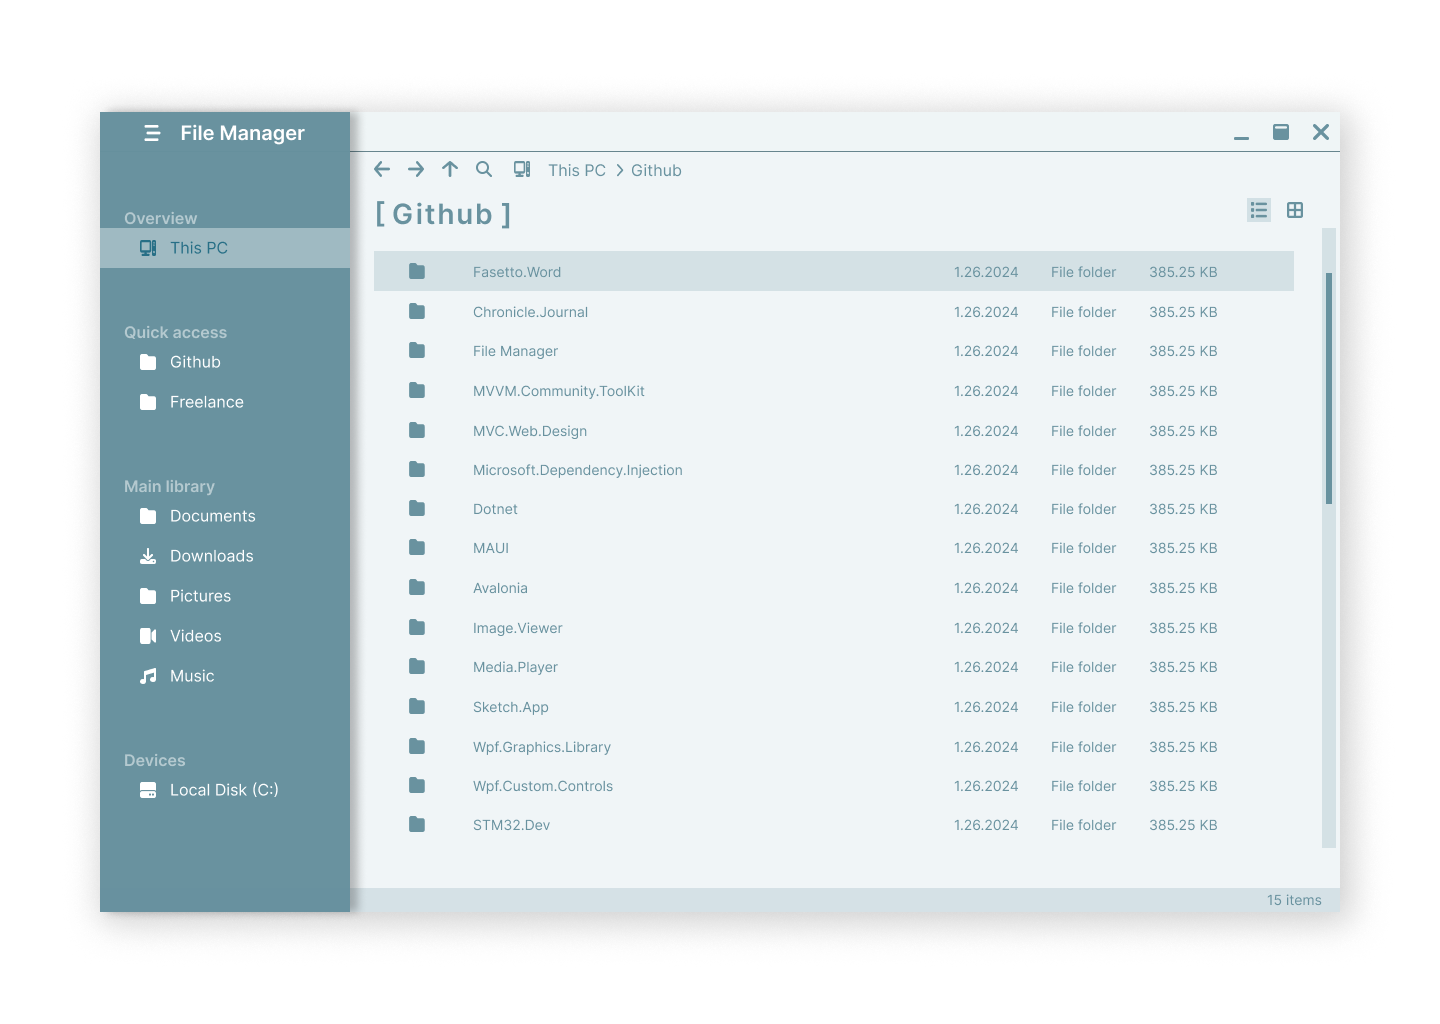 File Manager
Overview
This PC
Quick access
Github
Freelance
Main library
Documents
Downloads
Pictures
Videos
Music
Devices
Local Disk (C:)
This PC > Github
[ Github ]
Fasetto.Word 1.26.2024 File folder 385.25 KB
Chronicle.Journal 1.26.2024 File folder 385.25 KB
File Manager 1.26.2024 File folder 385.25 KB
MVVM.Community.ToolKit 1.26.2024 File folder 385.25 KB
MVC.Web.Design 1.26.2024 File folder 385.25 KB
Microsoft.Dependency.Injection 1.26.2024 File folder 385.25 KB
Dotnet 1.26.2024 File folder 385.25 KB
MAUI 1.26.2024 File folder 385.25 KB
Avalonia 1.26.2024 File folder 385.25 KB
Image.Viewer 1.26.2024 File folder 385.25 KB
Media.Player 1.26.2024 File folder 385.25 KB
Sketch.App 1.26.2024 File folder 385.25 KB
Wpf.Graphics.Library 1.26.2024 File folder 385.25 KB
Wpf.Custom.Controls 1.26.2024 File folder 385.25 KB
STM32.Dev 1.26.2024 File folder 385.25 KB
15 items